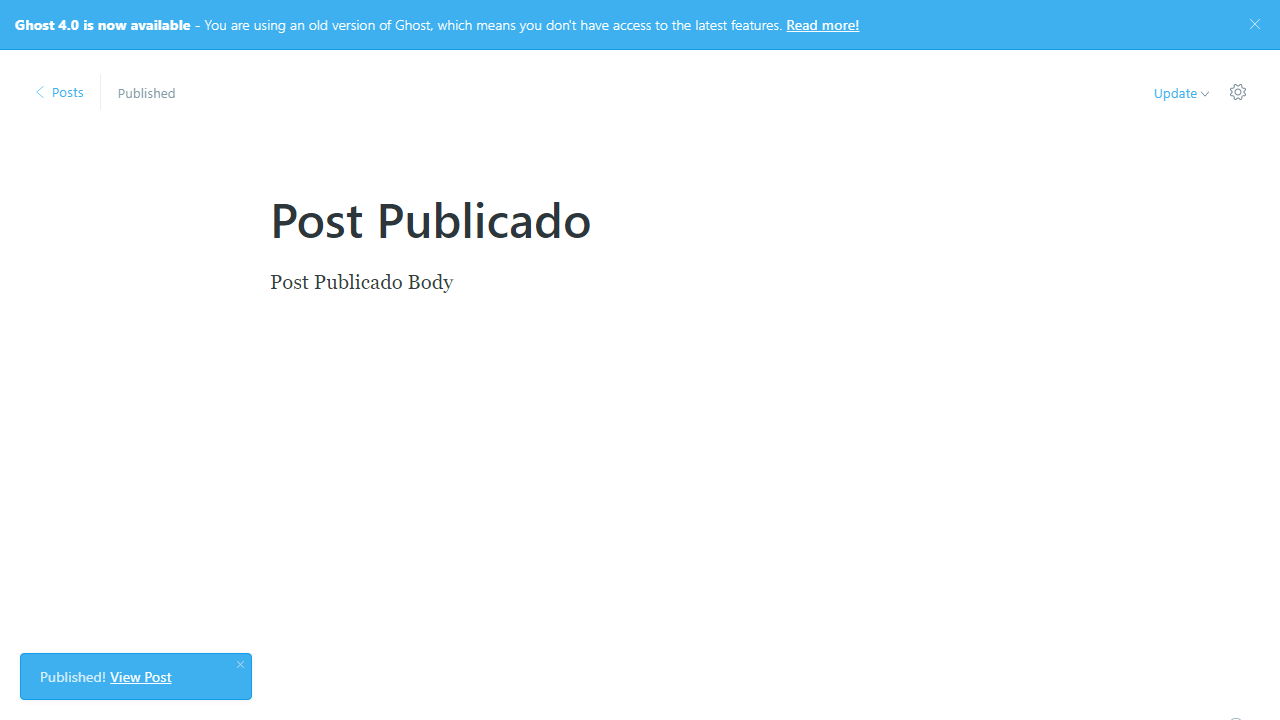 Ghost 4.0 is now available - You are using an old version of Ghost, which means you don't have access to the latest features. Read more!
Posts
Published
Update
Post Publicado
Post Publicado Body
Published! View Post